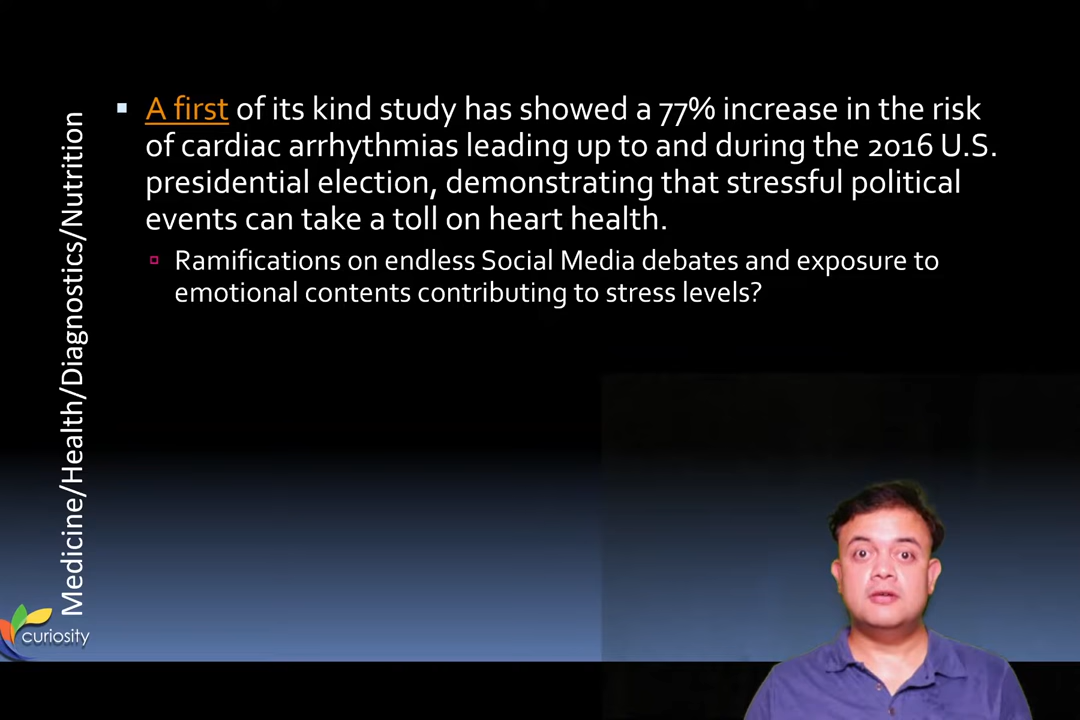 Medicine/Health/Diagnostics/Nutrition
A first of its kind study has showed a 77% increase in the risk
of cardiac arrhythmias leading up to and during the 2016 U.S.
presidential election, demonstrating that stressful political
events can take a toll on heart health.
Ramifications on endless Social Media debates and exposure to
emotional contents contributing to stress levels?
curiosity